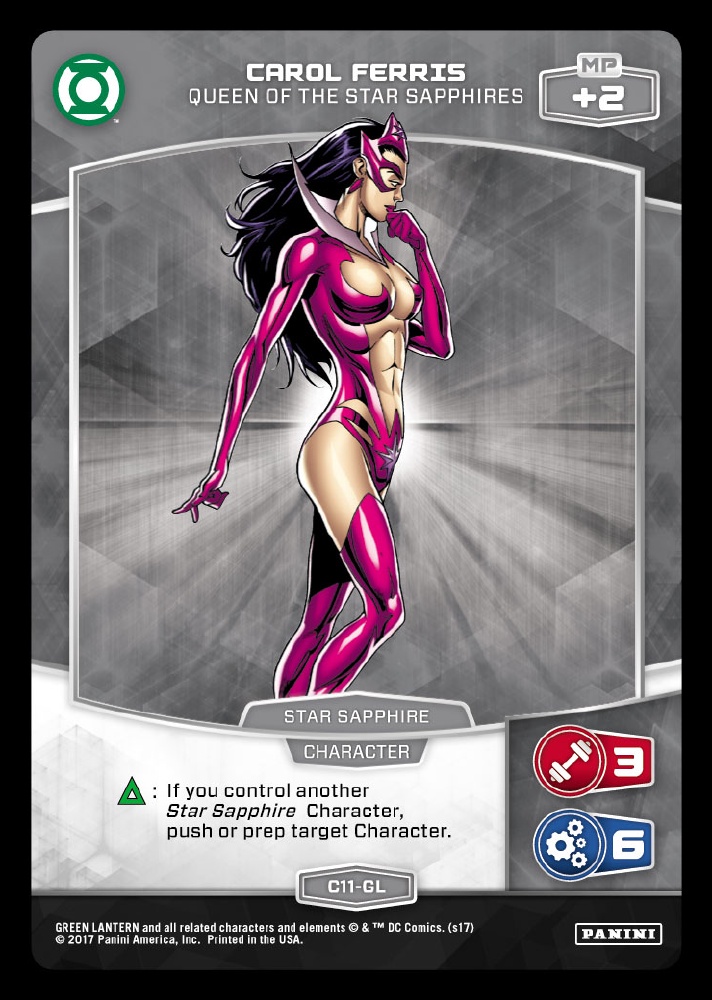 CAROL FERRIS
QUEEN OF THE STAR SAPPHIRES
MP
+2
STAR SAPPHIRE
CHARACTER
: If you control another
Star Sapphire Character,
push or prep target Character.
3
6
C11-GL
GREEN LANTERN and all related characters and elements © & ™ DC Comics. (s17)
© 2017 Panini America, Inc. Printed in the USA.
PANINI